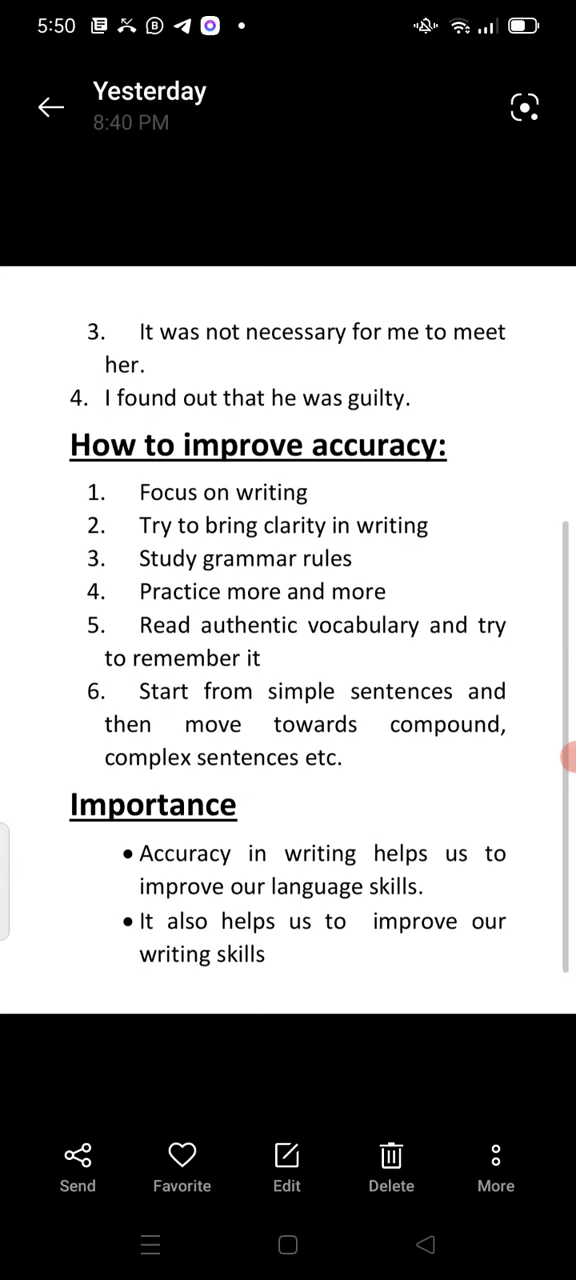 5:50
Yesterday
8:40 PM
3. It was not necessary for me to meet
her.
4. I found out that he was guilty.
How to improve accuracy:
1. Focus on writing
2. Try to bring clarity in writing
3. Study grammar rules
4. Practice more and more
5. Read authentic vocabulary and try
to remember it
6. Start from simple sentences and
then move towards compound,
complex sentences etc.
Importance
• Accuracy in writing helps us to
improve our language skills.
• It also helps us to improve our
writing skills
Send Favorite Edit Delete More